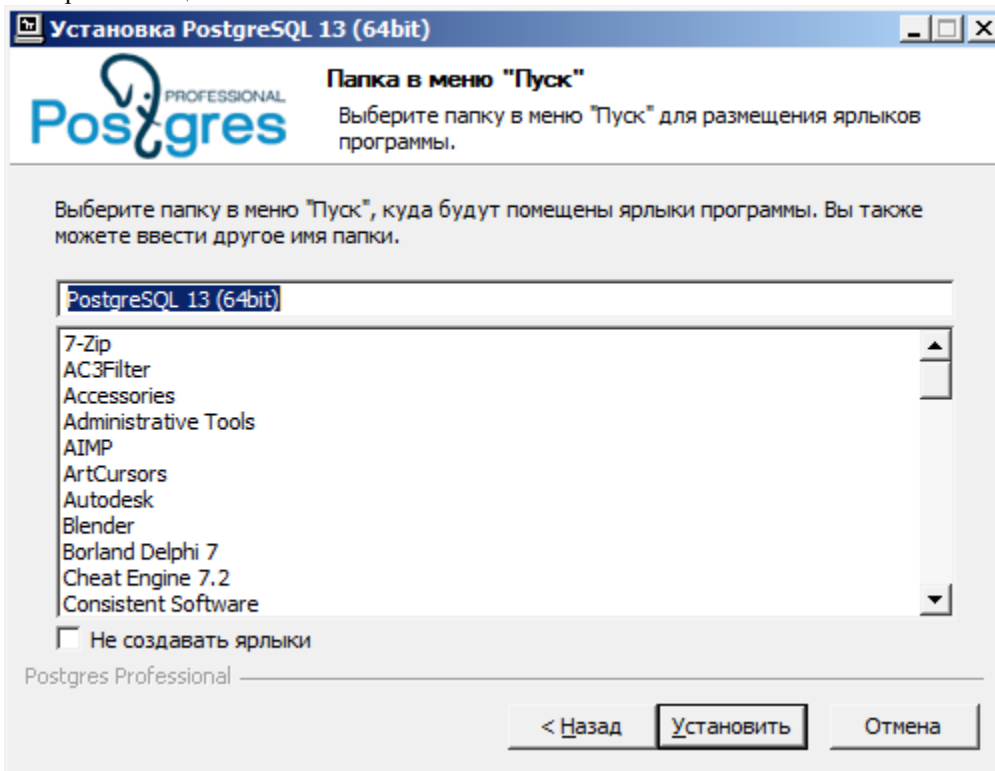 Установка PostgreSQL 13 (64bit)
PROFESSIONAL
Postgres
Папка в меню "Пуск"
Выберите папку в меню "Пуск" для размещения ярлыков
программы.
Выберите папку в меню "Пуск", куда будут помещены ярлыки программы. Вы также
можете ввести другое имя папки.
PostgreSQL 13 (64bit)
7-Zip
AC3Filter
Accessories
Administrative Tools
AIMP
ArtCursors
Autodesk
Blender
Borland Delphi 7
Cheat Engine 7.2
Consistent Software
Не создавать ярлыки
Postgres Professional
< Назад Установить Отмена